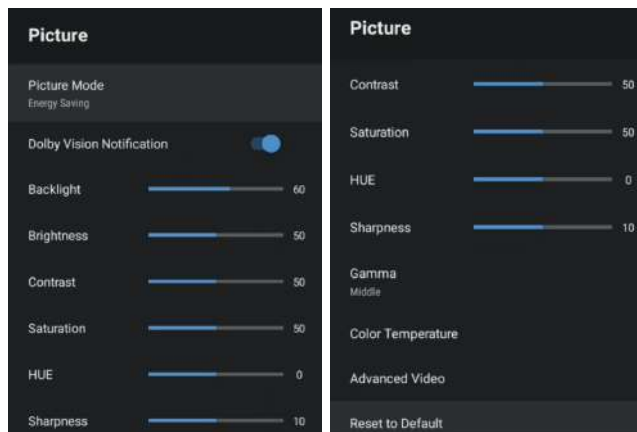 Picture
Picture Mode
Energy Saving
Dolby Vision Notification
Backlight 60
Brightness 50
Contrast 50
Saturation 50
HUE 0
Sharpness 10
Picture
Contrast 50
Saturation 50
HUE 0
Sharpness 10
Gamma
Middle
Color Temperature
Advanced Video
Reset to Default